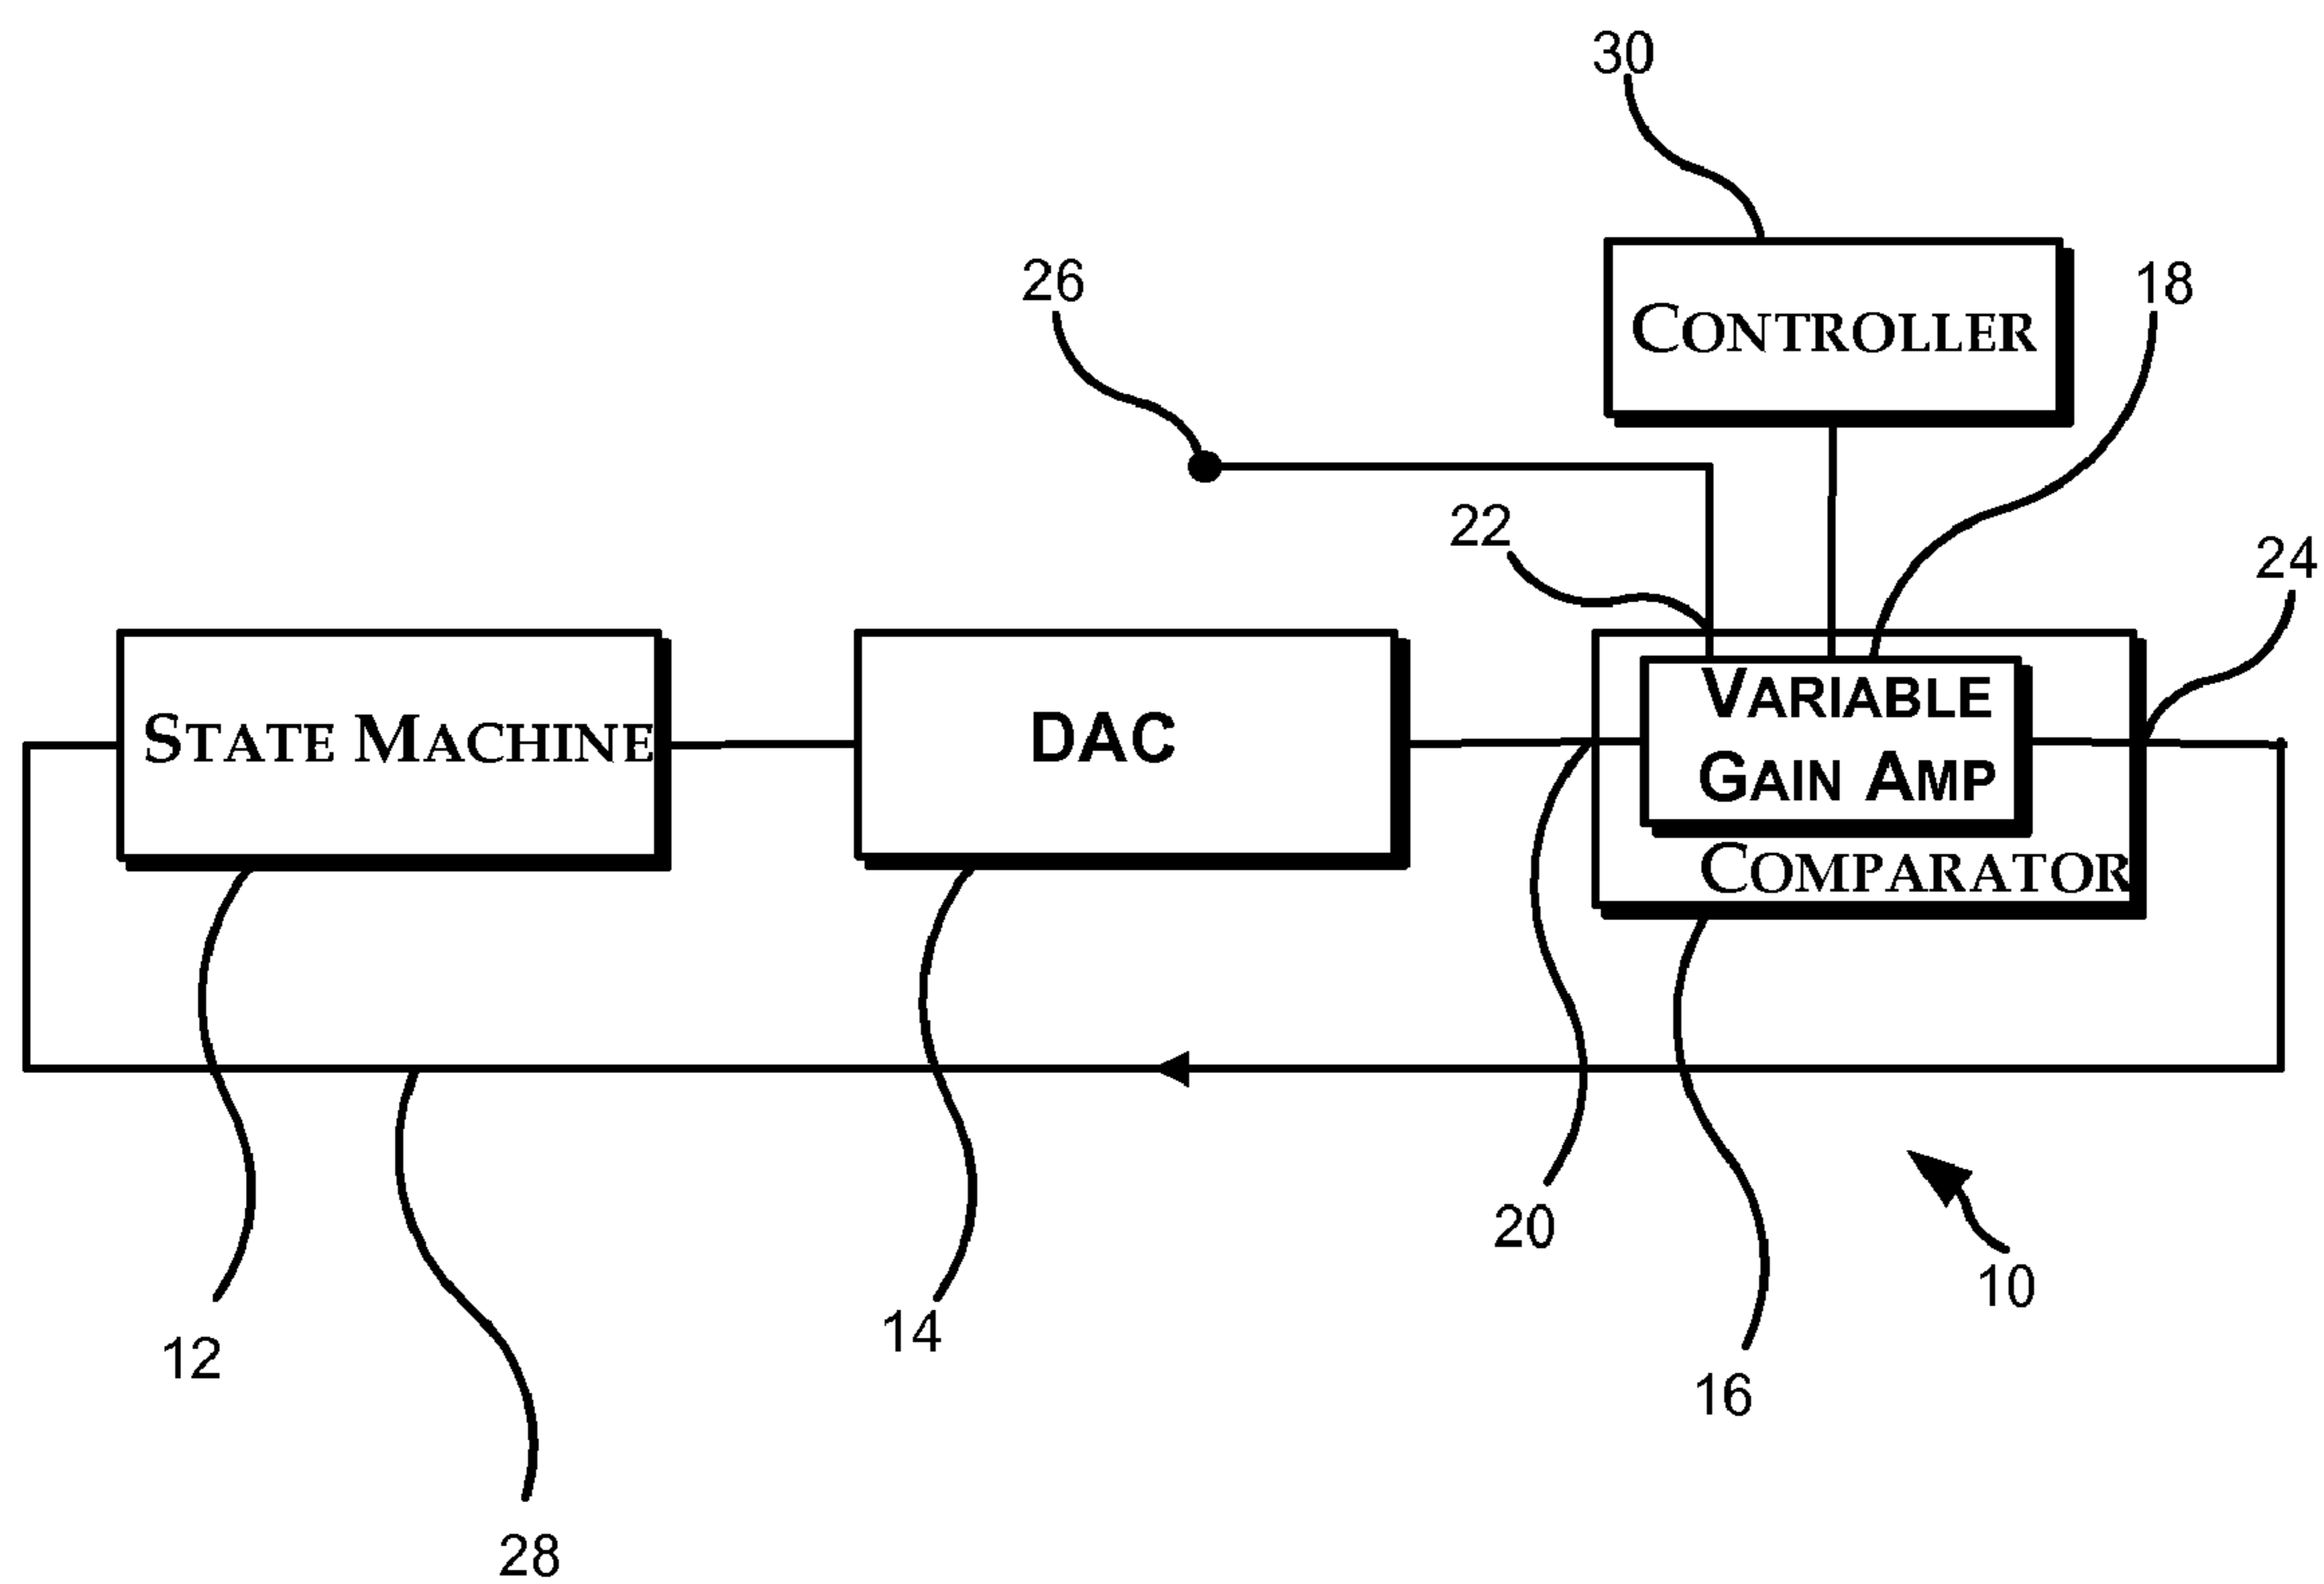 30
26
CONTROLLER
18
22
24
STATE MACHINE
DAC
VARIABLE
GAIN AMP
COMPARATOR
20
10
12
14
16
28